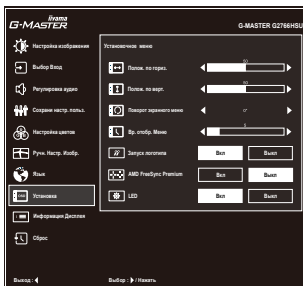 iiyama
G-MASTER
G-MASTER G2766HSU
Настройка изображения
Выбор Вход
Регулировка аудио
Сохрани настр. польз.
Настройка цветов
Ручн. Настр. Изобр.
Язык
OSD
Установка
Информация Дисплея
Сброс
Установочное меню
Полож. по гориз.
50
Полож. по верт.
50
Поворот экранного меню
0°
Вр. отобр. Меню
Запуск логотипа
Вкл
Выкл
AMD FreeSync Premium
Вкл
Выкл
LED
Вкл
Выкл
Выход :
Выбор : / Нажать